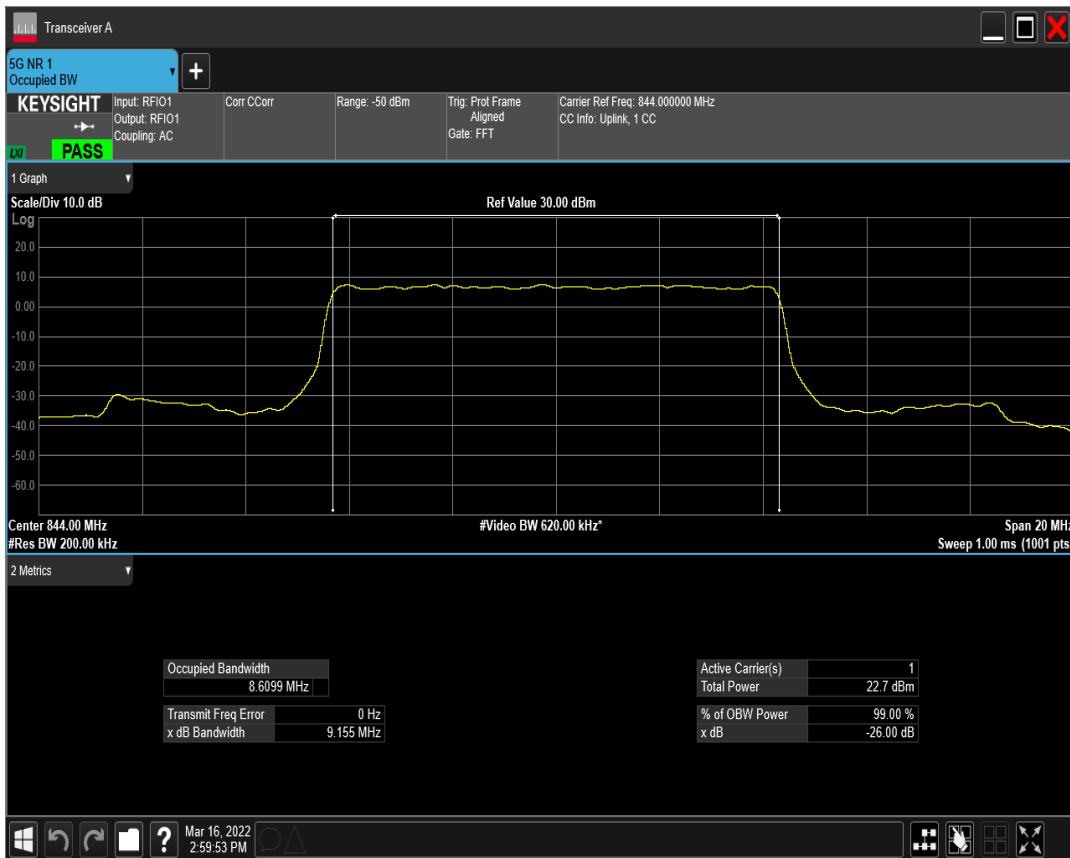 Transceiver A
5G NR 1
Occupied BW
+
KEYSIGHT
LXI
PASS
Input: RFIO1
Output: RFIO1
Coupling: AC
Corr CCorr
Range: -50 dBm
Trig: Prot Frame
Aligned
Gate: FFT
Carrier Ref Freq: 844.000000 MHz
CC Info: Uplink, 1 CC
1 Graph
Scale/Div 10.0 dB
Ref Value 30.00 dBm
Log
20.0
10.0
0.00
-10.0
-20.0
-30.0
-40.0
-50.0
-60.0
Center 844.00 MHz
#Video BW 620.00 kHz*
Span 20 MHz
#Res BW 200.00 kHz
Sweep 1.00 ms (1001 pts
2 Metrics
Occupied Bandwidth
8.6099 MHz
Transmit Freq Error 0 Hz
x dB Bandwidth 9.155 MHz
Active Carrier(s) 1
Total Power 22.7 dBm
% of OBW Power 99.00 %
x dB -26.00 dB
?
Mar 16, 2022
2:59:53 PM